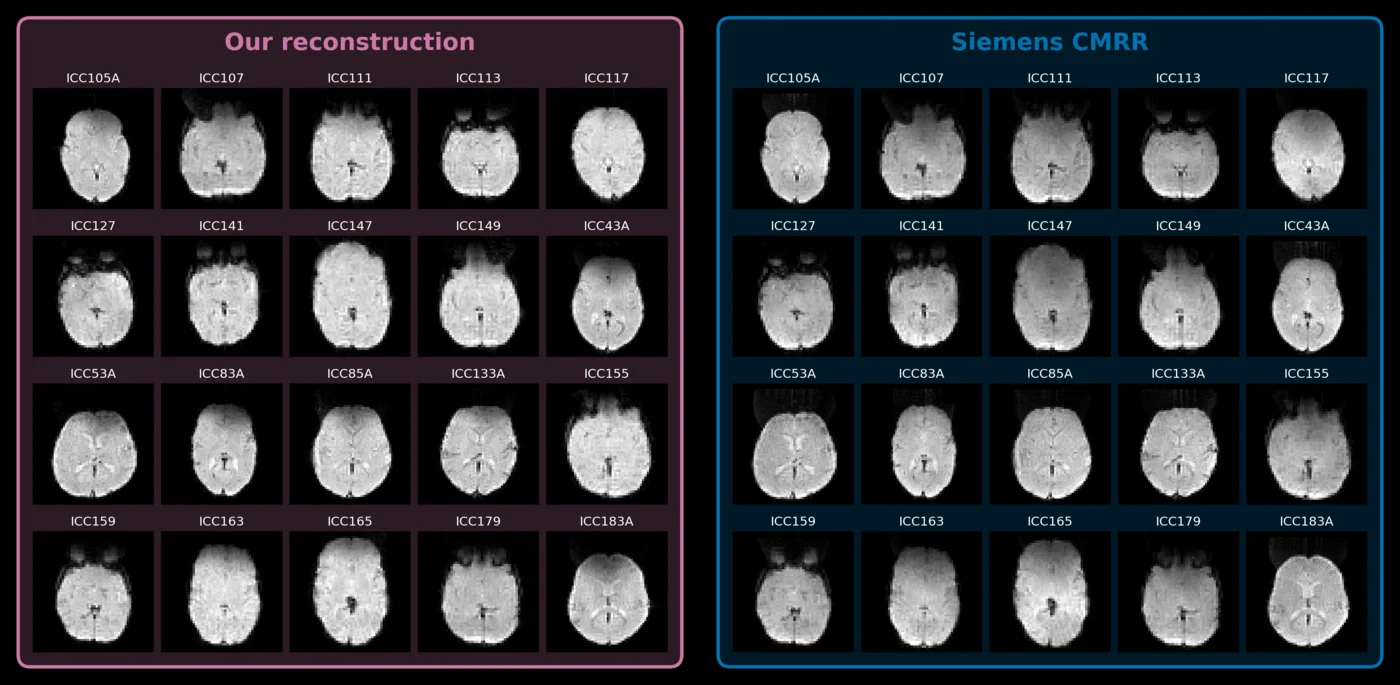 Our reconstruction
ICC105A ICC107 ICC111 ICC113 ICC117
ICC127 ICC141 ICC147 ICC149 ICC43A
ICC53A ICC83A ICC85A ICC133A ICC155
ICC159 ICC163 ICC165 ICC179 ICC183A
Siemens CMRR
ICC105A ICC107 ICC111 ICC113 ICC117
ICC127 ICC141 ICC147 ICC149 ICC43A
ICC53A ICC83A ICC85A ICC133A ICC155
ICC159 ICC163 ICC165 ICC179 ICC183A